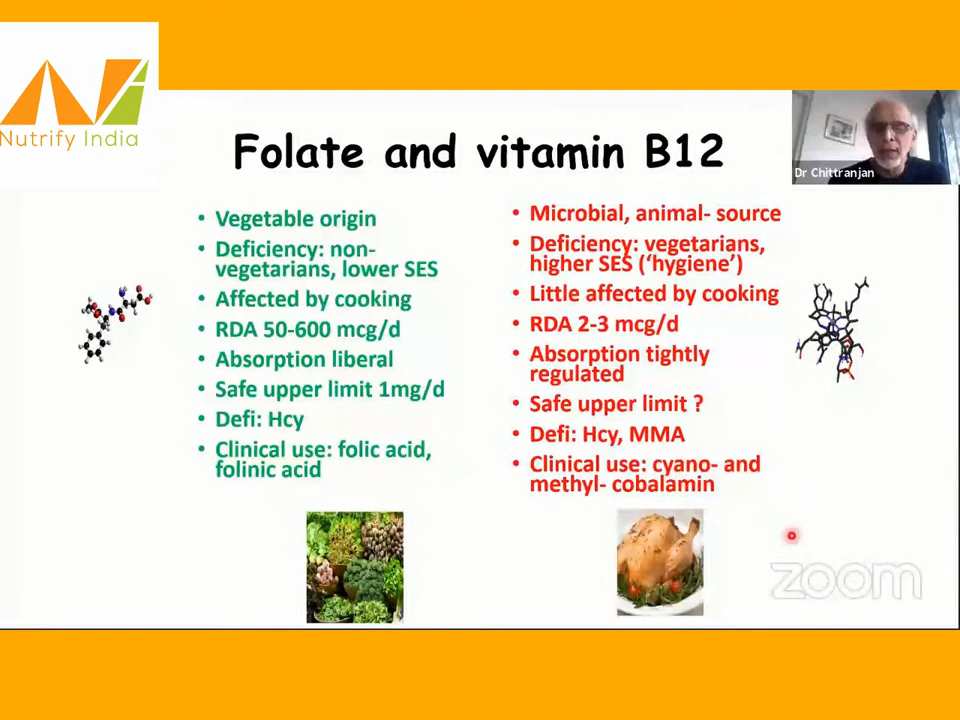 Nutrify India
Dr Chittranjan
Folate and vitamin B12
• Vegetable origin
• Deficiency: non-
vegetarians, lower SES
• Affected by cooking
• RDA 50-600 mcg/d
• Absorption liberal
• Safe upper limit 1mg/d
• Defi: Hcy
• Clinical use: folic acid,
folinic acid
• Microbial, animal- source
• Deficiency: vegetarians,
higher SES (‘hygiene’)
• Little affected by cooking
• RDA 2-3 mcg/d
• Absorption tightly
regulated
• Safe upper limit ?
• Defi: Hcy, MMA
• Clinical use: cyano- and
methyl- cobalamin
zoom